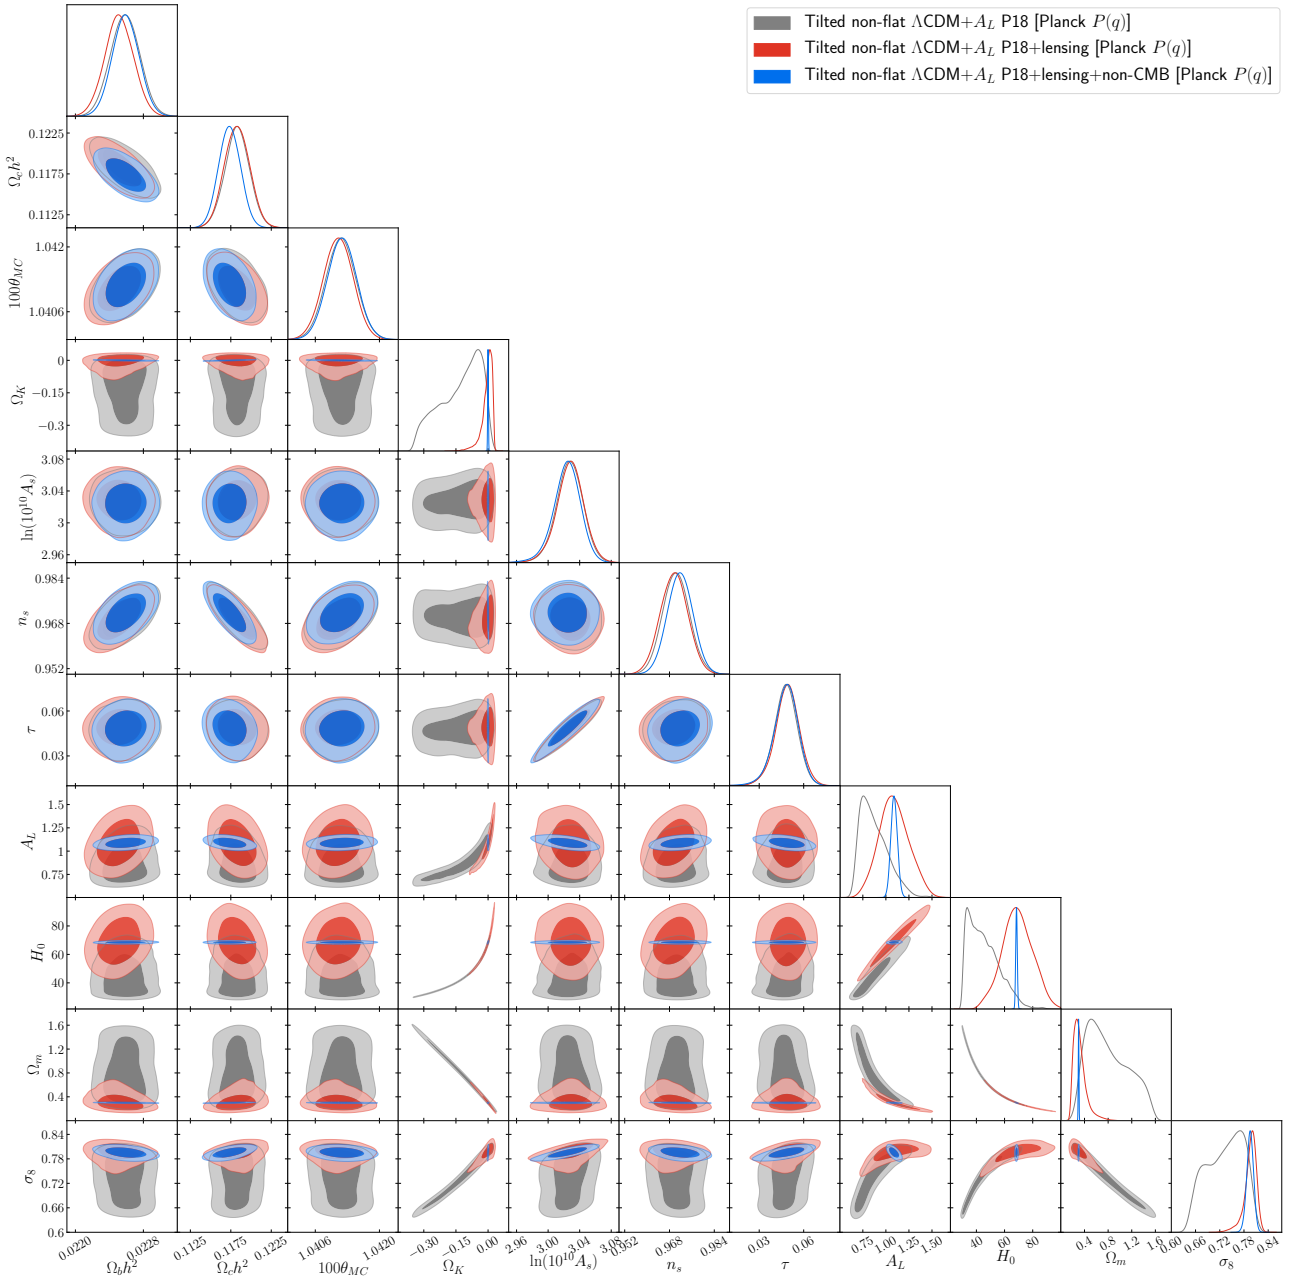 Tilted non-flat ΛCDM+A_L P18 [Planck P(q)]
Tilted non-flat ΛCDM+A_L P18+lensing [Planck P(q)]
Tilted non-flat ΛCDM+A_L P18+lensing+non-CMB [Planck P(q)]
Ω_c h²
0.1225
0.1175
0.1125
100θ_MC
1.042
1.0406
Ω_K
0
−0.15
−0.3
ln(10¹⁰A_s)
3.08
3.04
3
2.96
n_s
0.984
0.968
0.952
τ
0.06
0.03
A_L
1.5
1.25
1
0.75
H_0
80
60
40
Ω_m
1.6
1.2
0.8
0.4
σ_8
0.84
0.78
0.72
0.66
0.6
0.0220 0.0228
Ω_b h²
0.1125 0.1175 0.1225
Ω_c h²
1.0406 1.0420
100θ_MC
−0.30 −0.15 0.00
Ω_K
2.96 3.00 3.04 3.08
ln(10¹⁰A_s)
0.952 0.968 0.984
n_s
0.03 0.06
τ
0.75 1.00 1.25 1.50
A_L
40 60 80
H_0
0.4 0.8 1.2 1.6
Ω_m
0.60 0.66 0.72 0.78 0.84
σ_8